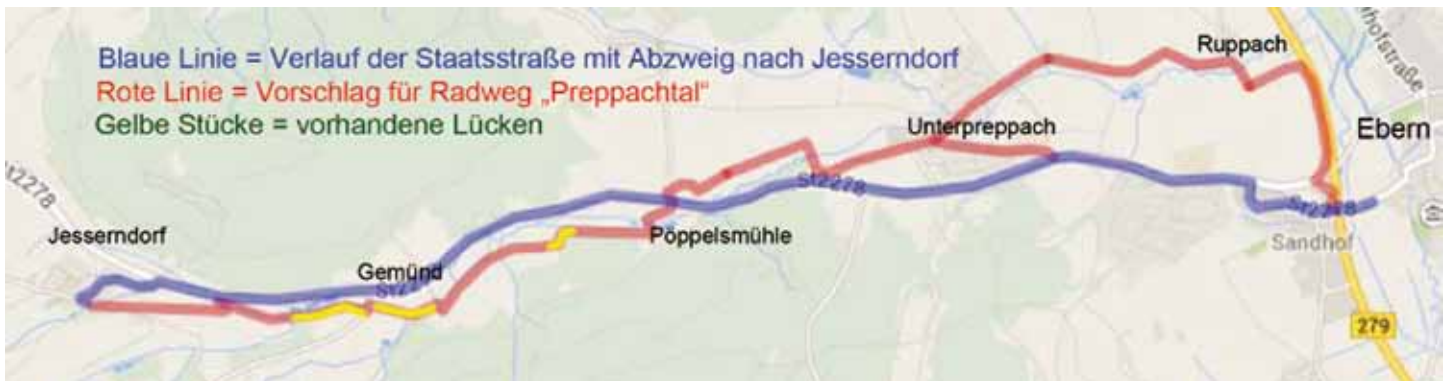 Blaue Linie = Verlauf der Staatsstraße mit Abzweig nach Jesserndorf
Rote Linie = Vorschlag für Radweg „Preppachtal“
Gelbe Stücke = vorhandene Lücken
Ruppach
Unterpreppach
Ebern
St2278
St2278
Jesserndorf
Pöppelsmühle
St2278
Sandhof
Gemünd
279